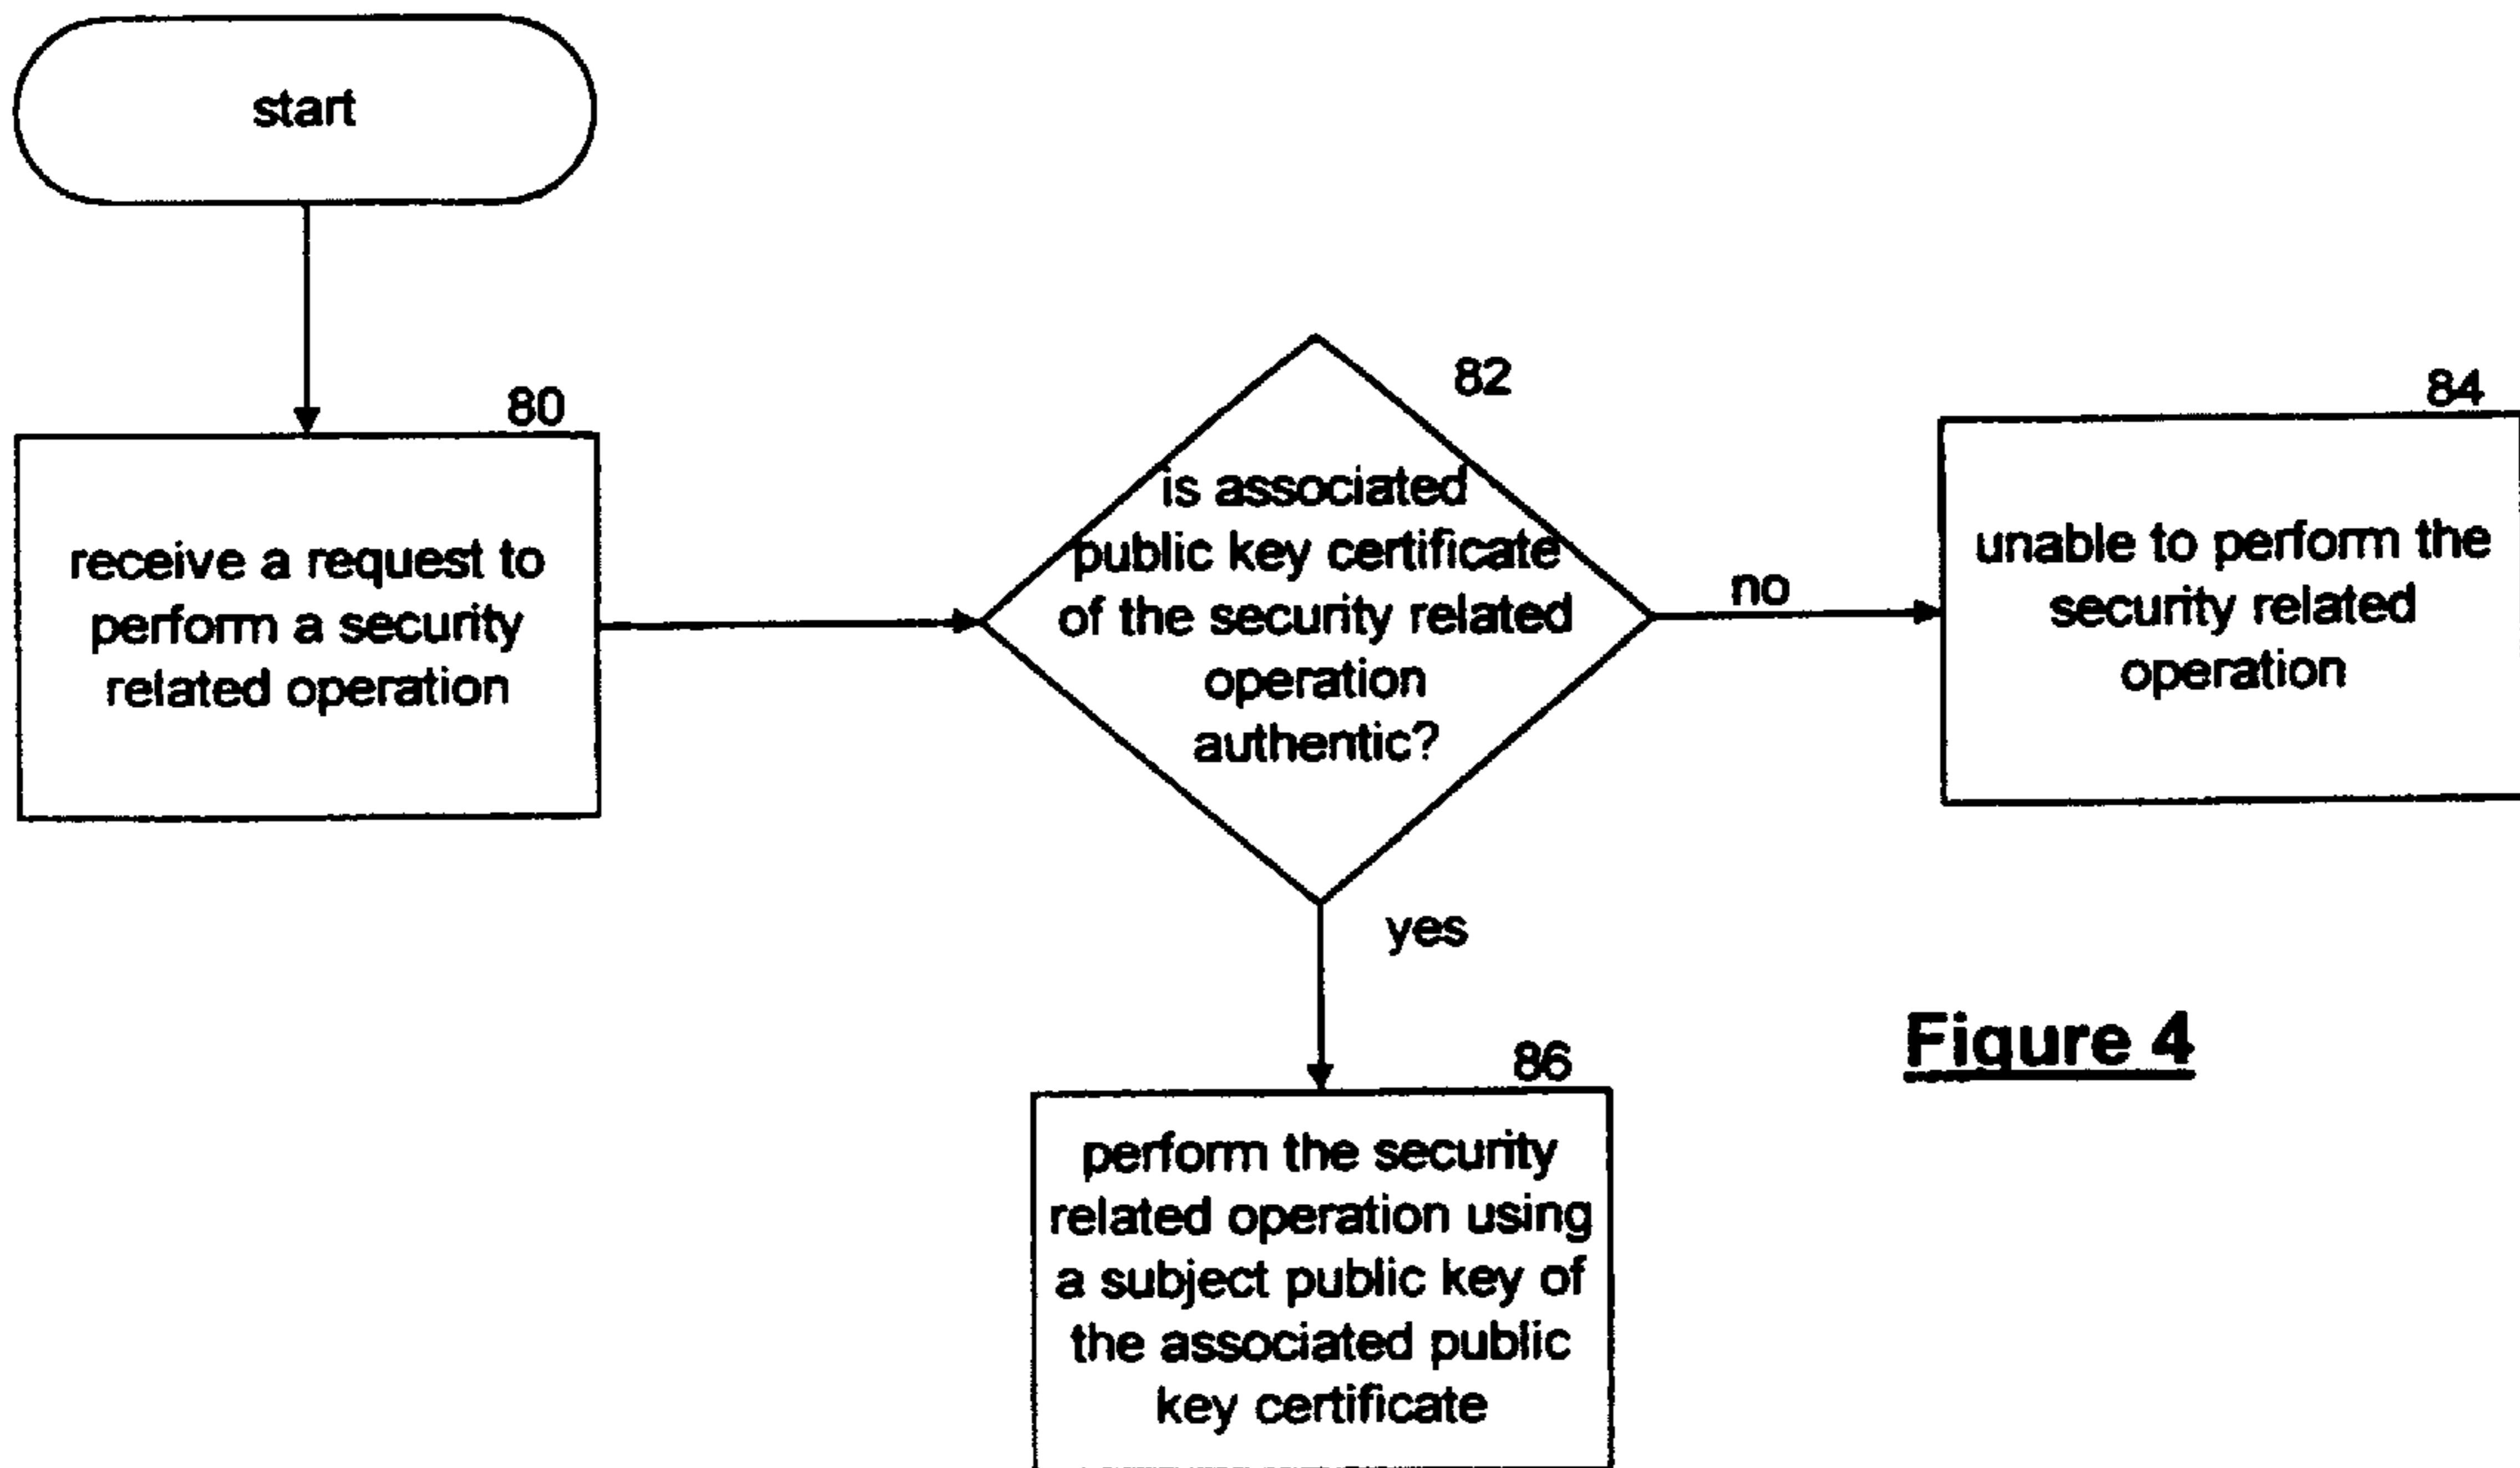 start
80
receive a request to
perform a security
related operation
82
is associated
public key certificate
of the security related
operation
authentic?
no
84
unable to perform the
security related
operation
yes
86
perform the security
related operation using
a subject public key of
the associated public
key certificate
Figure 4